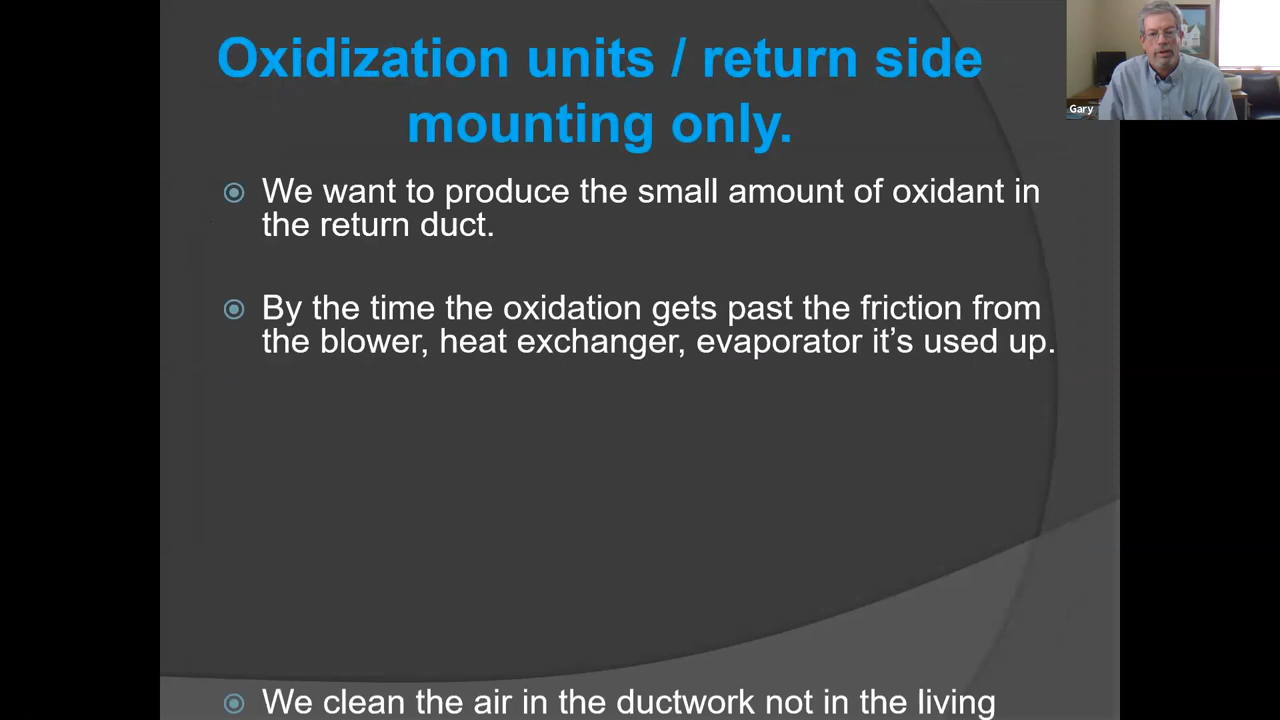 Oxidization units / return side
mounting only.
Gary
We want to produce the small amount of oxidant in
the return duct.
By the time the oxidation gets past the friction from
the blower, heat exchanger, evaporator it’s used up.
We clean the air in the ductwork not in the living